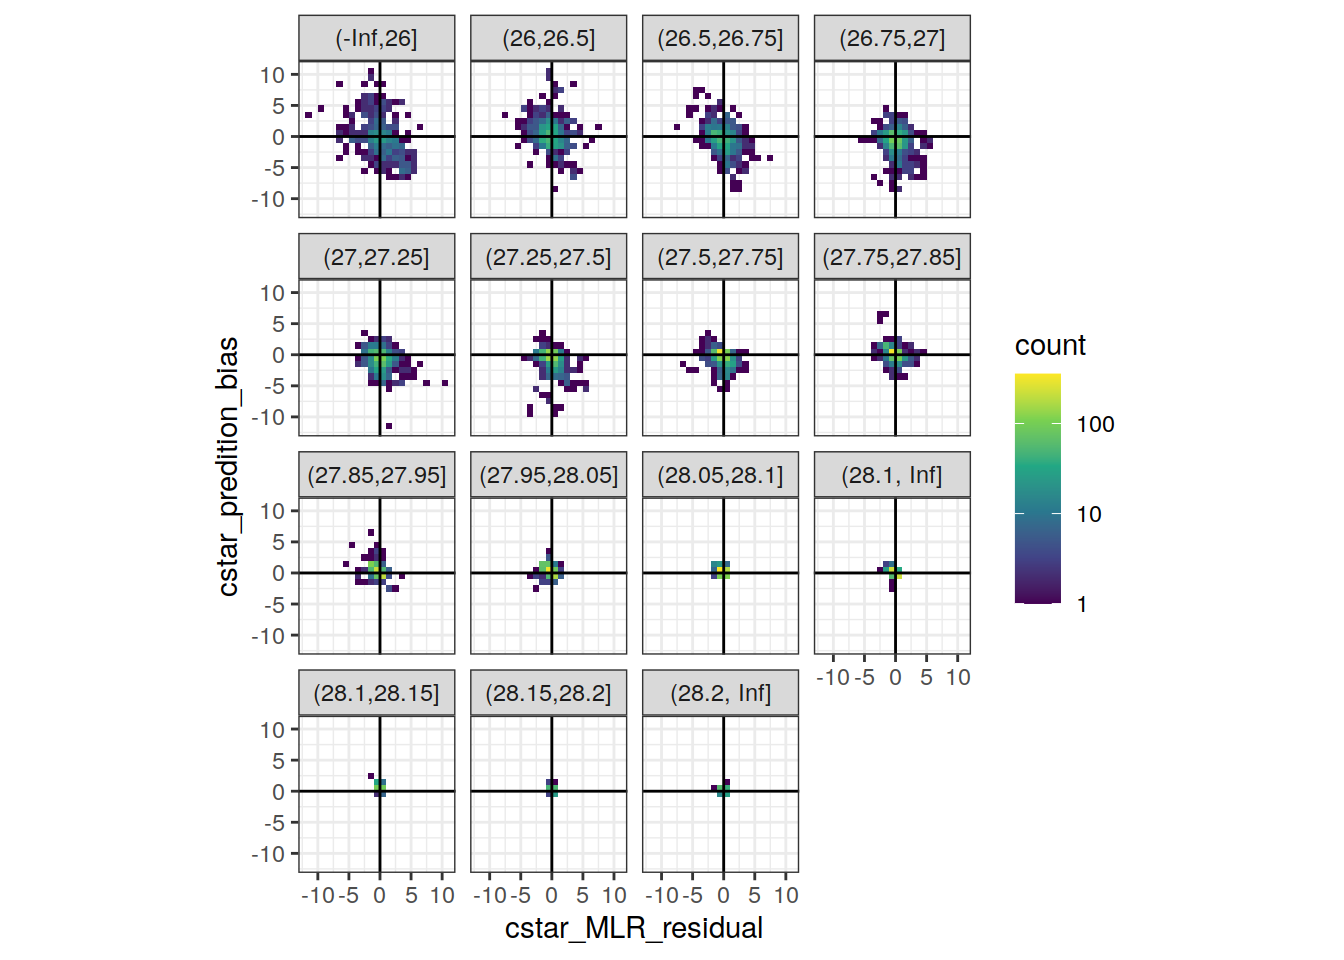 (-Inf,26] (26,26.5] (26.5,26.75] (26.75,27]
10
5
0
-5
-10
(27,27.25] (27.25,27.5] (27.5,27.75] (27.75,27.85]
10
5
0
-5
-10
(27.85,27.95] (27.95,28.05] (28.05,28.1] (28.1, Inf]
10
5
0
-5
-10
-10 -5 0 5 10
(28.1,28.15] (28.15,28.2] (28.2, Inf]
10
5
0
-5
-10
-10 -5 0 5 10 -10 -5 0 5 10 -10 -5 0 5 10
cstar_MLR_residual
cstar_predition_bias
count
100
10
1